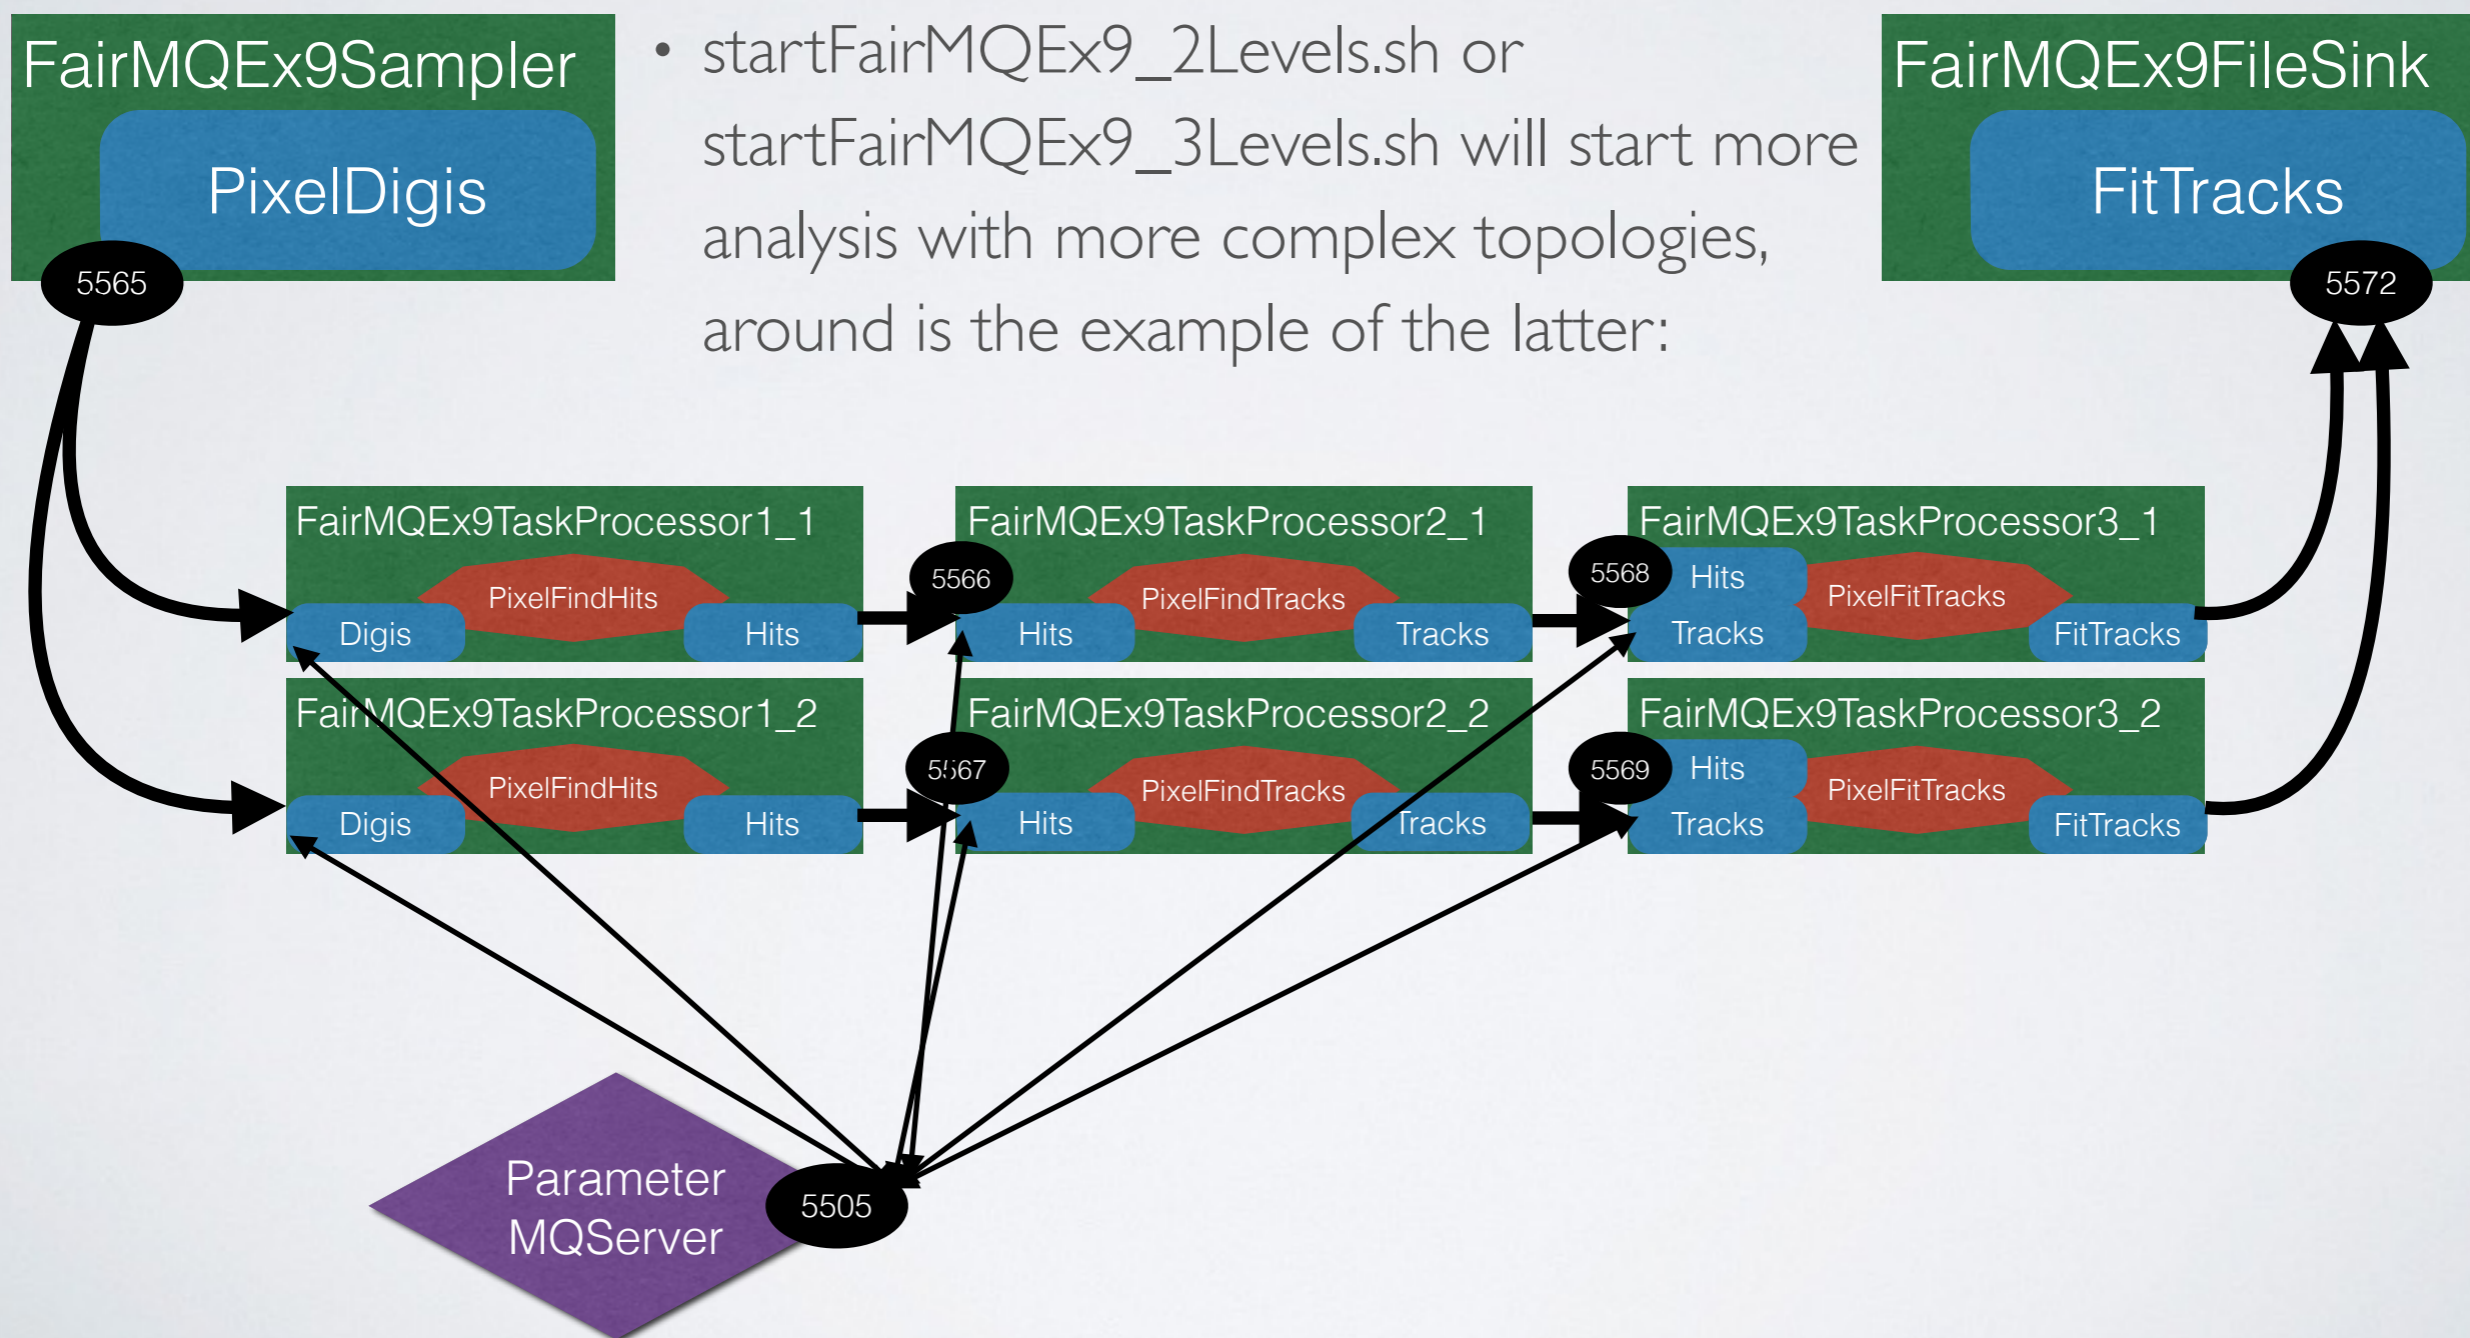 FairMQEx9Sampler
PixelDigis
5565
• startFairMQEx9_2Levels.sh or
startFairMQEx9_3Levels.sh will start more
analysis with more complex topologies,
around is the example of the latter:
FairMQEx9FileSink
FitTracks
5572
FairMQEx9TaskProcessor1_1
PixelFindHits
Digis
Hits
5566
FairMQEx9TaskProcessor2_1
PixelFindTracks
Hits
Tracks
5568
FairMQEx9TaskProcessor3_1
Hits
PixelFitTracks
Tracks
FitTracks
FairMQEx9TaskProcessor1_2
PixelFindHits
Digis
Hits
5567
FairMQEx9TaskProcessor2_2
PixelFindTracks
Hits
Tracks
5569
FairMQEx9TaskProcessor3_2
Hits
PixelFitTracks
Tracks
FitTracks
Parameter
MQServer
5505